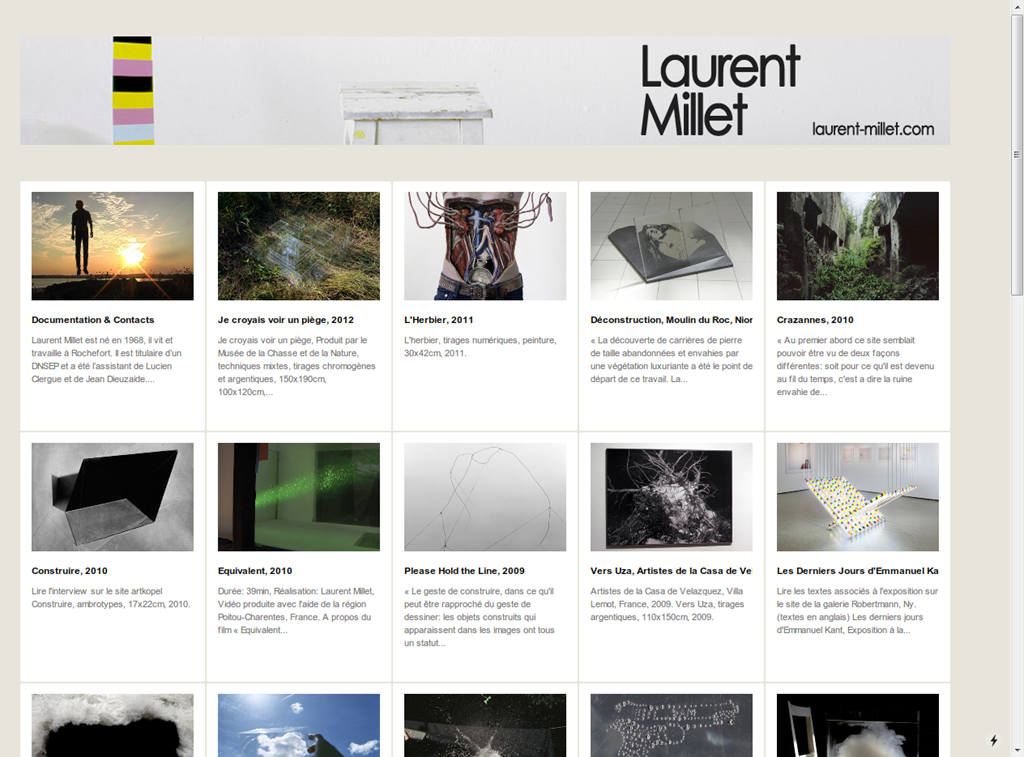 Laurent
Millet
laurent-millet.com
Documentation & Contacts
Laurent Millet est né en 1968, il vit et
travaille à Rochefort. Il est titulaire d'un
DNSEP et a été l'assistant de Lucien
Clergue et de Jean Dieuzaide....
Je croyais voir un piège, 2012
Je croyais voir un piège, Produit par le
Musée de la Chasse et de la Nature,
techniques mixtes, tirages chromogènes
et argentiques, 150x190cm,
100x120cm,...
L'Herbier, 2011
L'herbier, tirages numériques, peinture,
30x42cm, 2011.
Déconstruction, Moulin du Roc, Nior
« La découverte de carrières de pierre
de taille abandonnées et envahies par
une végétation luxuriante a été le point de
départ de ce travail. La...
Crazannes, 2010
« Au premier abord ce site semblait
pouvoir être vu de deux façons
différentes: soit pour ce qu'il est devenu
au fil du temps, c'est a dire la ruine
envahie de...
Construire, 2010
Lire l'interview sur le site artkopel
Construire, ambrotypes, 17x22cm, 2010.
Equivalent, 2010
Durée: 39min, Réalisation: Laurent Millet,
Vidéo produite avec l'aide de la région
Poitou-Charentes, France. A propos du
film « Equivalent...
Please Hold the Line, 2009
« Le geste de construire, dans ce qu'il
peut être rapproché du geste de
dessiner: les objets construits qui
apparaissent dans les images ont tous
un statut...
Vers Uza, Artistes de la Casa de Ve
Artistes de la Casa de Velazquez, Villa
Lemot, France, 2009. Vers Uza, tirages
argentiques, 110x150cm, 2009.
Les Derniers Jours d'Emmanuel Ka
Lire les textes associés à l'exposition sur
le site de la galerie Robertmann, Ny.
(textes en anglais) Les derniers jours
d'Emmanuel Kant, Exposition à la...